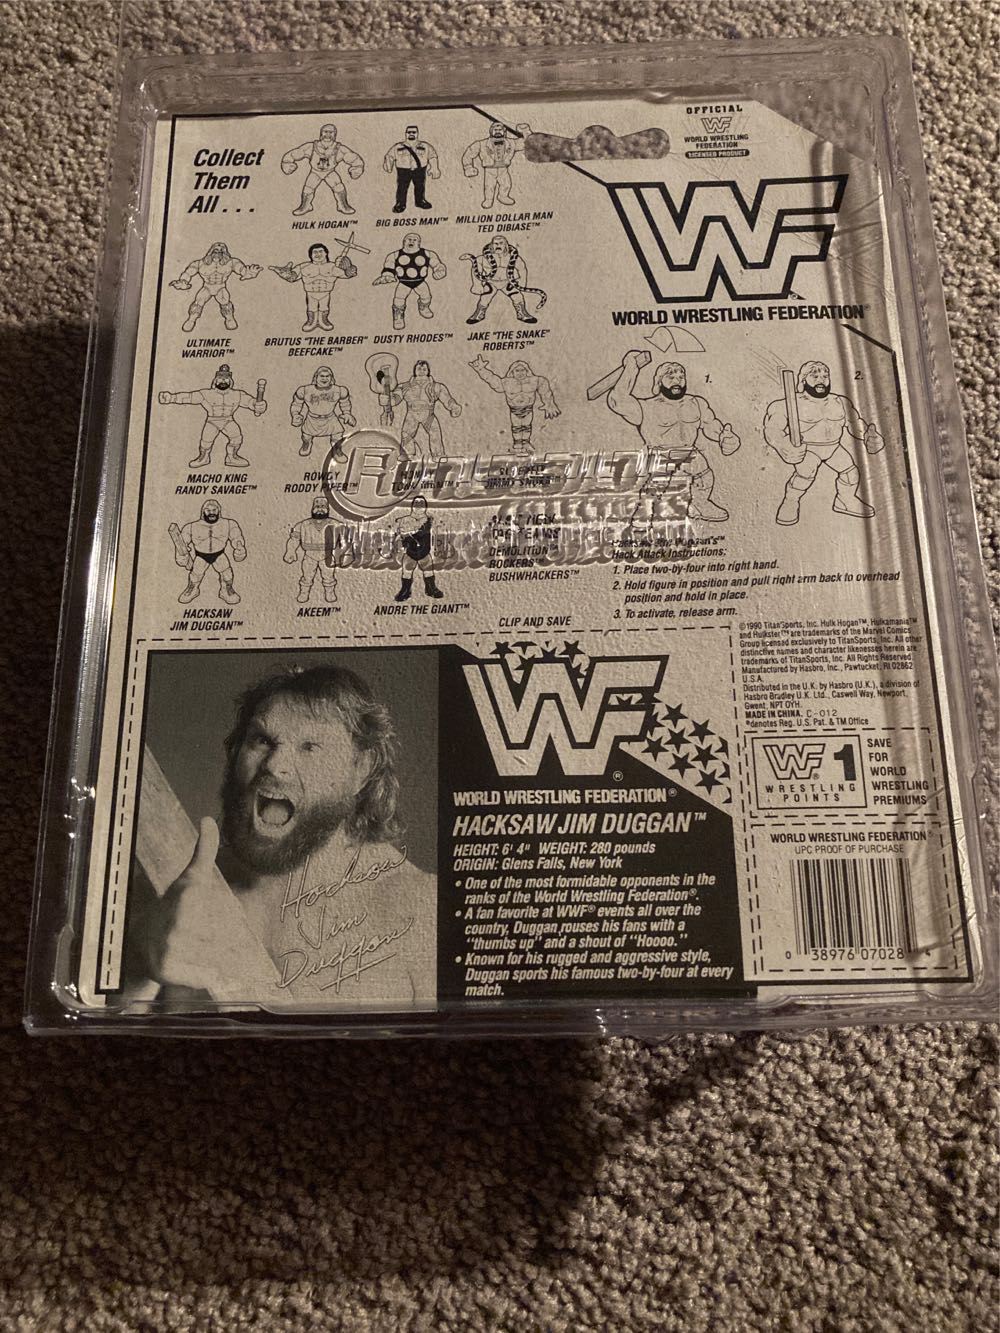 Collect
Them
All . . .
HULK HOGAN™
BIG BOSS MAN™
MILLION DOLLAR MAN
TED DIBIASE™
OFFICIAL
WF
WORLD WRESTLING
FEDERATION
LICENSED PRODUCT
WF
WORLD WRESTLING FEDERATION®
ULTIMATE
WARRIOR™
BRUTUS "THE BARBER"
BEEFCAKE™
DUSTY RHODES™
JAKE "THE SNAKE"
ROBERTS™
MACHO KING
RANDY SAVAGE™
ROWDY
RODDY PIPER™
JIMMY SNUKA™
HACKSAW
JIM DUGGAN™
AKEEM™
ANDRE THE GIANT™
DEMOLITION™
ROCKERS™
BUSHWHACKERS™
1.
2.
Hack Attack Instructions:
1. Place two-by-four into right hand.
2. Hold figure in position and pull right arm back to overhead
position and hold in place.
3. To activate, release arm.
CLIP AND SAVE
©1990 TitanSports, Inc. Hulk Hogan™, Hulkamania™
and Hulkster™ are trademarks of the Marvel Comics
Group licensed exclusively to TitanSports, Inc. All other
distinctive names and character likenesses herein are
trademarks of TitanSports, Inc. All Rights Reserved.
Manufactured by Hasbro, Inc., Pawtucket, RI 02862
U.S.A.
Distributed in the U.K. by Hasbro (U.K.), a division of
Hasbro Bradley U.K. Ltd., Caswell Way, Newport,
Gwent, NPT OYH.
MADE IN CHINA. C-012
®denotes Reg. U.S. Pat. & TM Office
WF®
WORLD WRESTLING FEDERATION®
HACKSAW JIM DUGGAN™
HEIGHT: 6' 4" WEIGHT: 280 pounds
ORIGIN: Glens Falls, New York
• One of the most formidable opponents in the
ranks of the World Wrestling Federation®.
• A fan favorite at WWF® events all over the
country, Duggan rouses his fans with a
"thumbs up" and a shout of "Hoooo."
• Known for his rugged and aggressive style,
Duggan sports his famous two-by-four at every
match.
Hacksaw
Jim
Duggan
WF® 1
WRESTLING
POINTS
SAVE
FOR
WORLD
WRESTLING
PREMIUMS
WORLD WRESTLING FEDERATION®
UPC PROOF OF PURCHASE
0 38976 07028 4